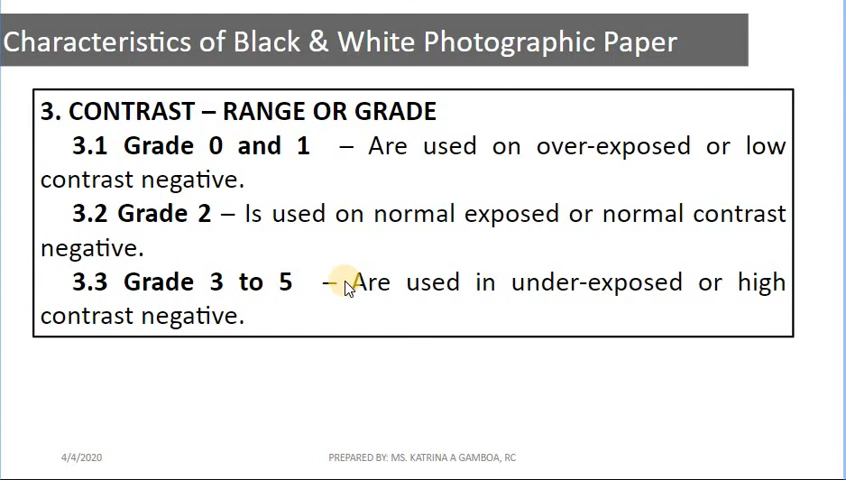 Characteristics of Black & White Photographic Paper
3. CONTRAST – RANGE OR GRADE
3.1 Grade 0 and 1 – Are used on over-exposed or low
contrast negative.
3.2 Grade 2 – Is used on normal exposed or normal contrast
negative.
3.3 Grade 3 to 5 – Are used in under-exposed or high
contrast negative.
4/4/2020
PREPARED BY: MS. KATRINA A GAMBOA, RC